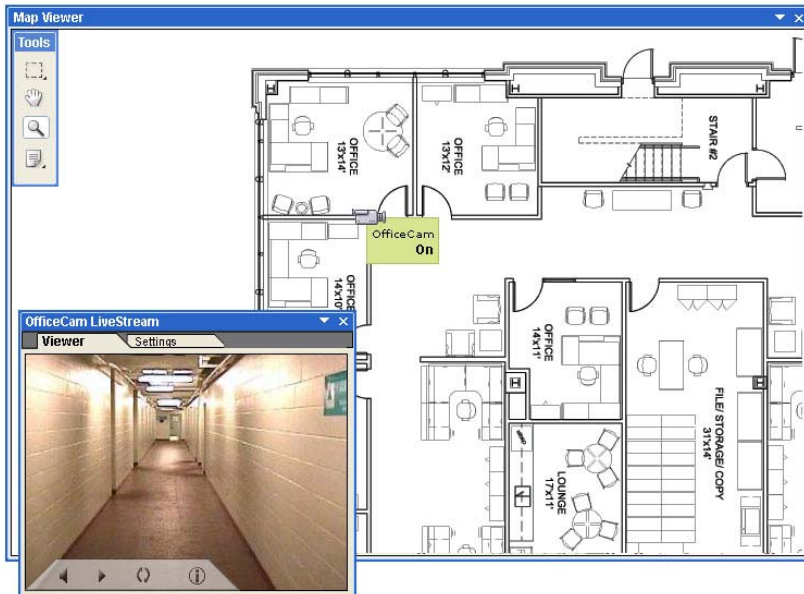 Map Viewer
Tools
OFFICE
13'x14'
OFFICE
13'x12'
STAIR #2
OfficeCam
On
OFFICE
14'x10'
OfficeCam LiveStream
Viewer
Settings
OFFICE
14'x11'
LOUNGE
17'x11'
FILE/ STORAGE/ COPY
31'x14'